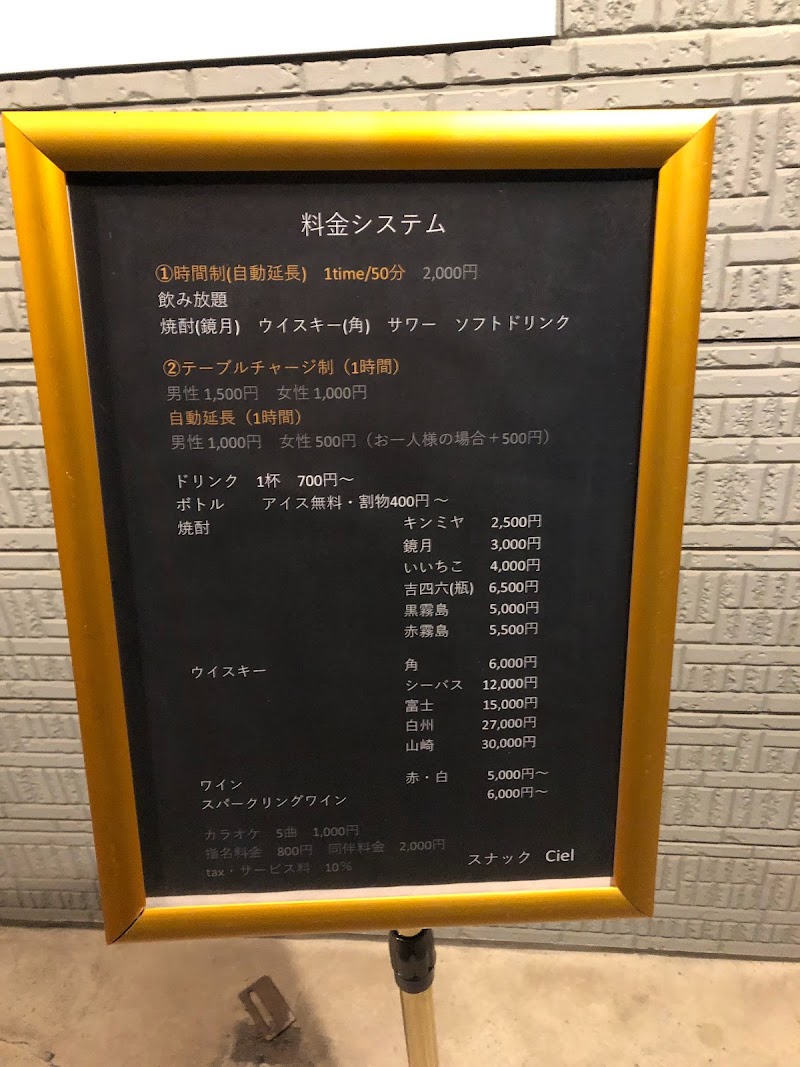 料金システム
①時間制(自動延長) 1time/50分 2,000円
飲み放題
焼酎(鏡月) ウイスキー(角) サワー ソフトドリンク
②テーブルチャージ制（1時間）
男性 1,500円 女性 1,000円
自動延長（1時間）
男性 1,000円 女性 500円（お一人様の場合＋500円）
ドリンク 1杯 700円～
ボトル アイス無料・割物400円～
焼酎 キンミヤ 2,500円
鏡月 3,000円
いいちこ 4,000円
吉四六(瓶) 6,500円
黒霧島 5,000円
赤霧島 5,500円
ウイスキー 角 6,000円
シーバス 12,000円
富士 15,000円
白州 27,000円
山崎 30,000円
ワイン 赤・白 5,000円～
スパークリングワイン 6,000円～
カラオケ 5曲 1,000円
指名料金 800円 同伴料金 2,000円
tax・サービス料 10%
スナック Ciel